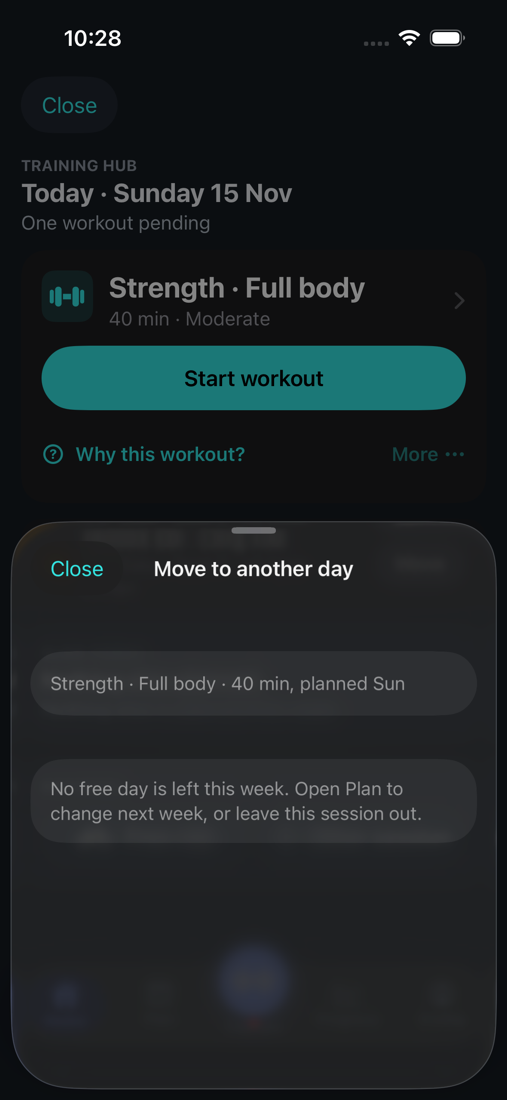 10:28
Close
TRAINING HUB
Today · Sunday 15 Nov
One workout pending
Strength · Full body
40 min · Moderate
Start workout
Why this workout?
More ···
Close
Move to another day
Strength · Full body · 40 min, planned Sun
No free day is left this week. Open Plan to
change next week, or leave this session out.